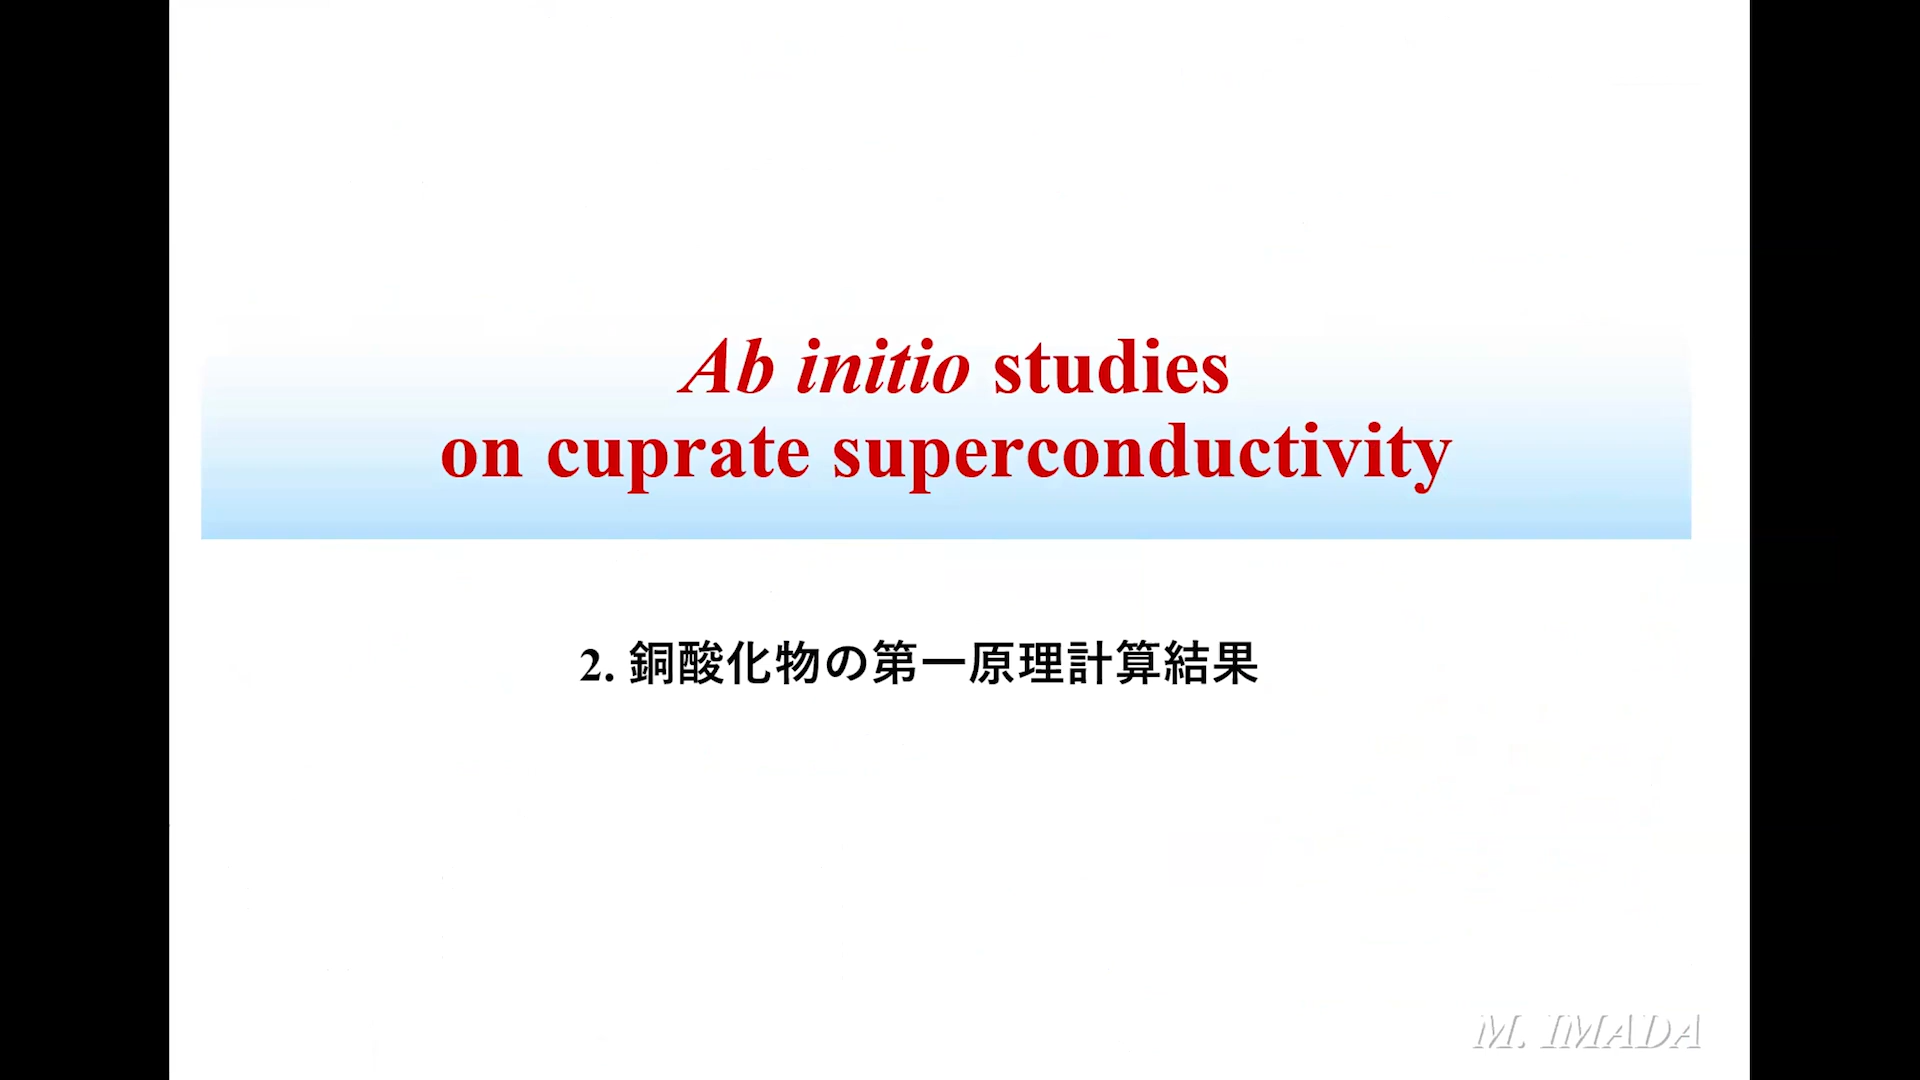 Ab initio studies
on cuprate superconductivity
2. 銅酸化物の第一原理計算結果
M. IMADA